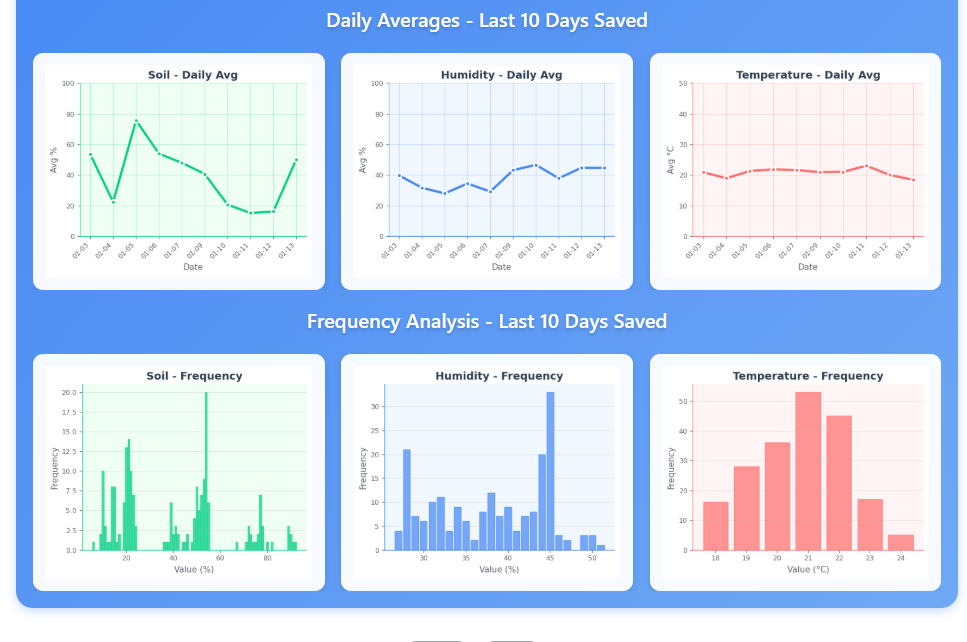 Daily Averages - Last 10 Days Saved
Soil - Daily Avg
100
80
60
40
20
0
Avg %
01-03 01-04 01-05 01-06 01-07 01-09 01-10 01-11 01-12 01-13
Date
Humidity - Daily Avg
100
80
60
40
20
0
Avg %
01-03 01-04 01-05 01-06 01-07 01-09 01-10 01-11 01-12 01-13
Date
Temperature - Daily Avg
50
40
30
20
10
0
Avg °C
01-03 01-04 01-05 01-06 01-07 01-09 01-10 01-11 01-12 01-13
Date
Frequency Analysis - Last 10 Days Saved
Soil - Frequency
20.0
17.5
15.0
12.5
10.0
7.5
5.0
2.5
0.0
Frequency
20 40 60 80
Value (%)
Humidity - Frequency
30
25
20
15
10
5
0
Frequency
30 35 40 45 50
Value (%)
Temperature - Frequency
50
40
30
20
10
0
Frequency
18 19 20 21 22 23 24
Value (°C)